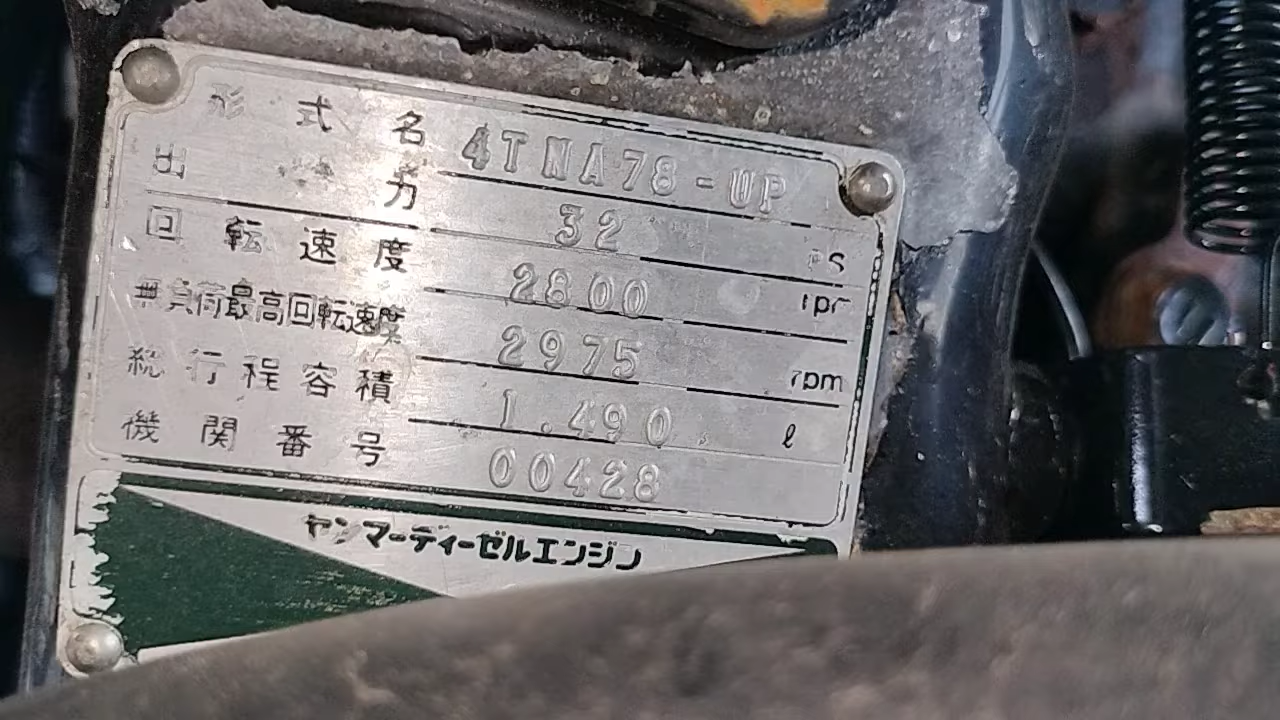 形式名 4TNA78-UP
出力 32 PS
回転速度 2800 rpm
無負荷最高回転速度 2975 rpm
総行程容積 1.490 ℓ
機関番号 00428
ヤンマーディーゼルエンジン